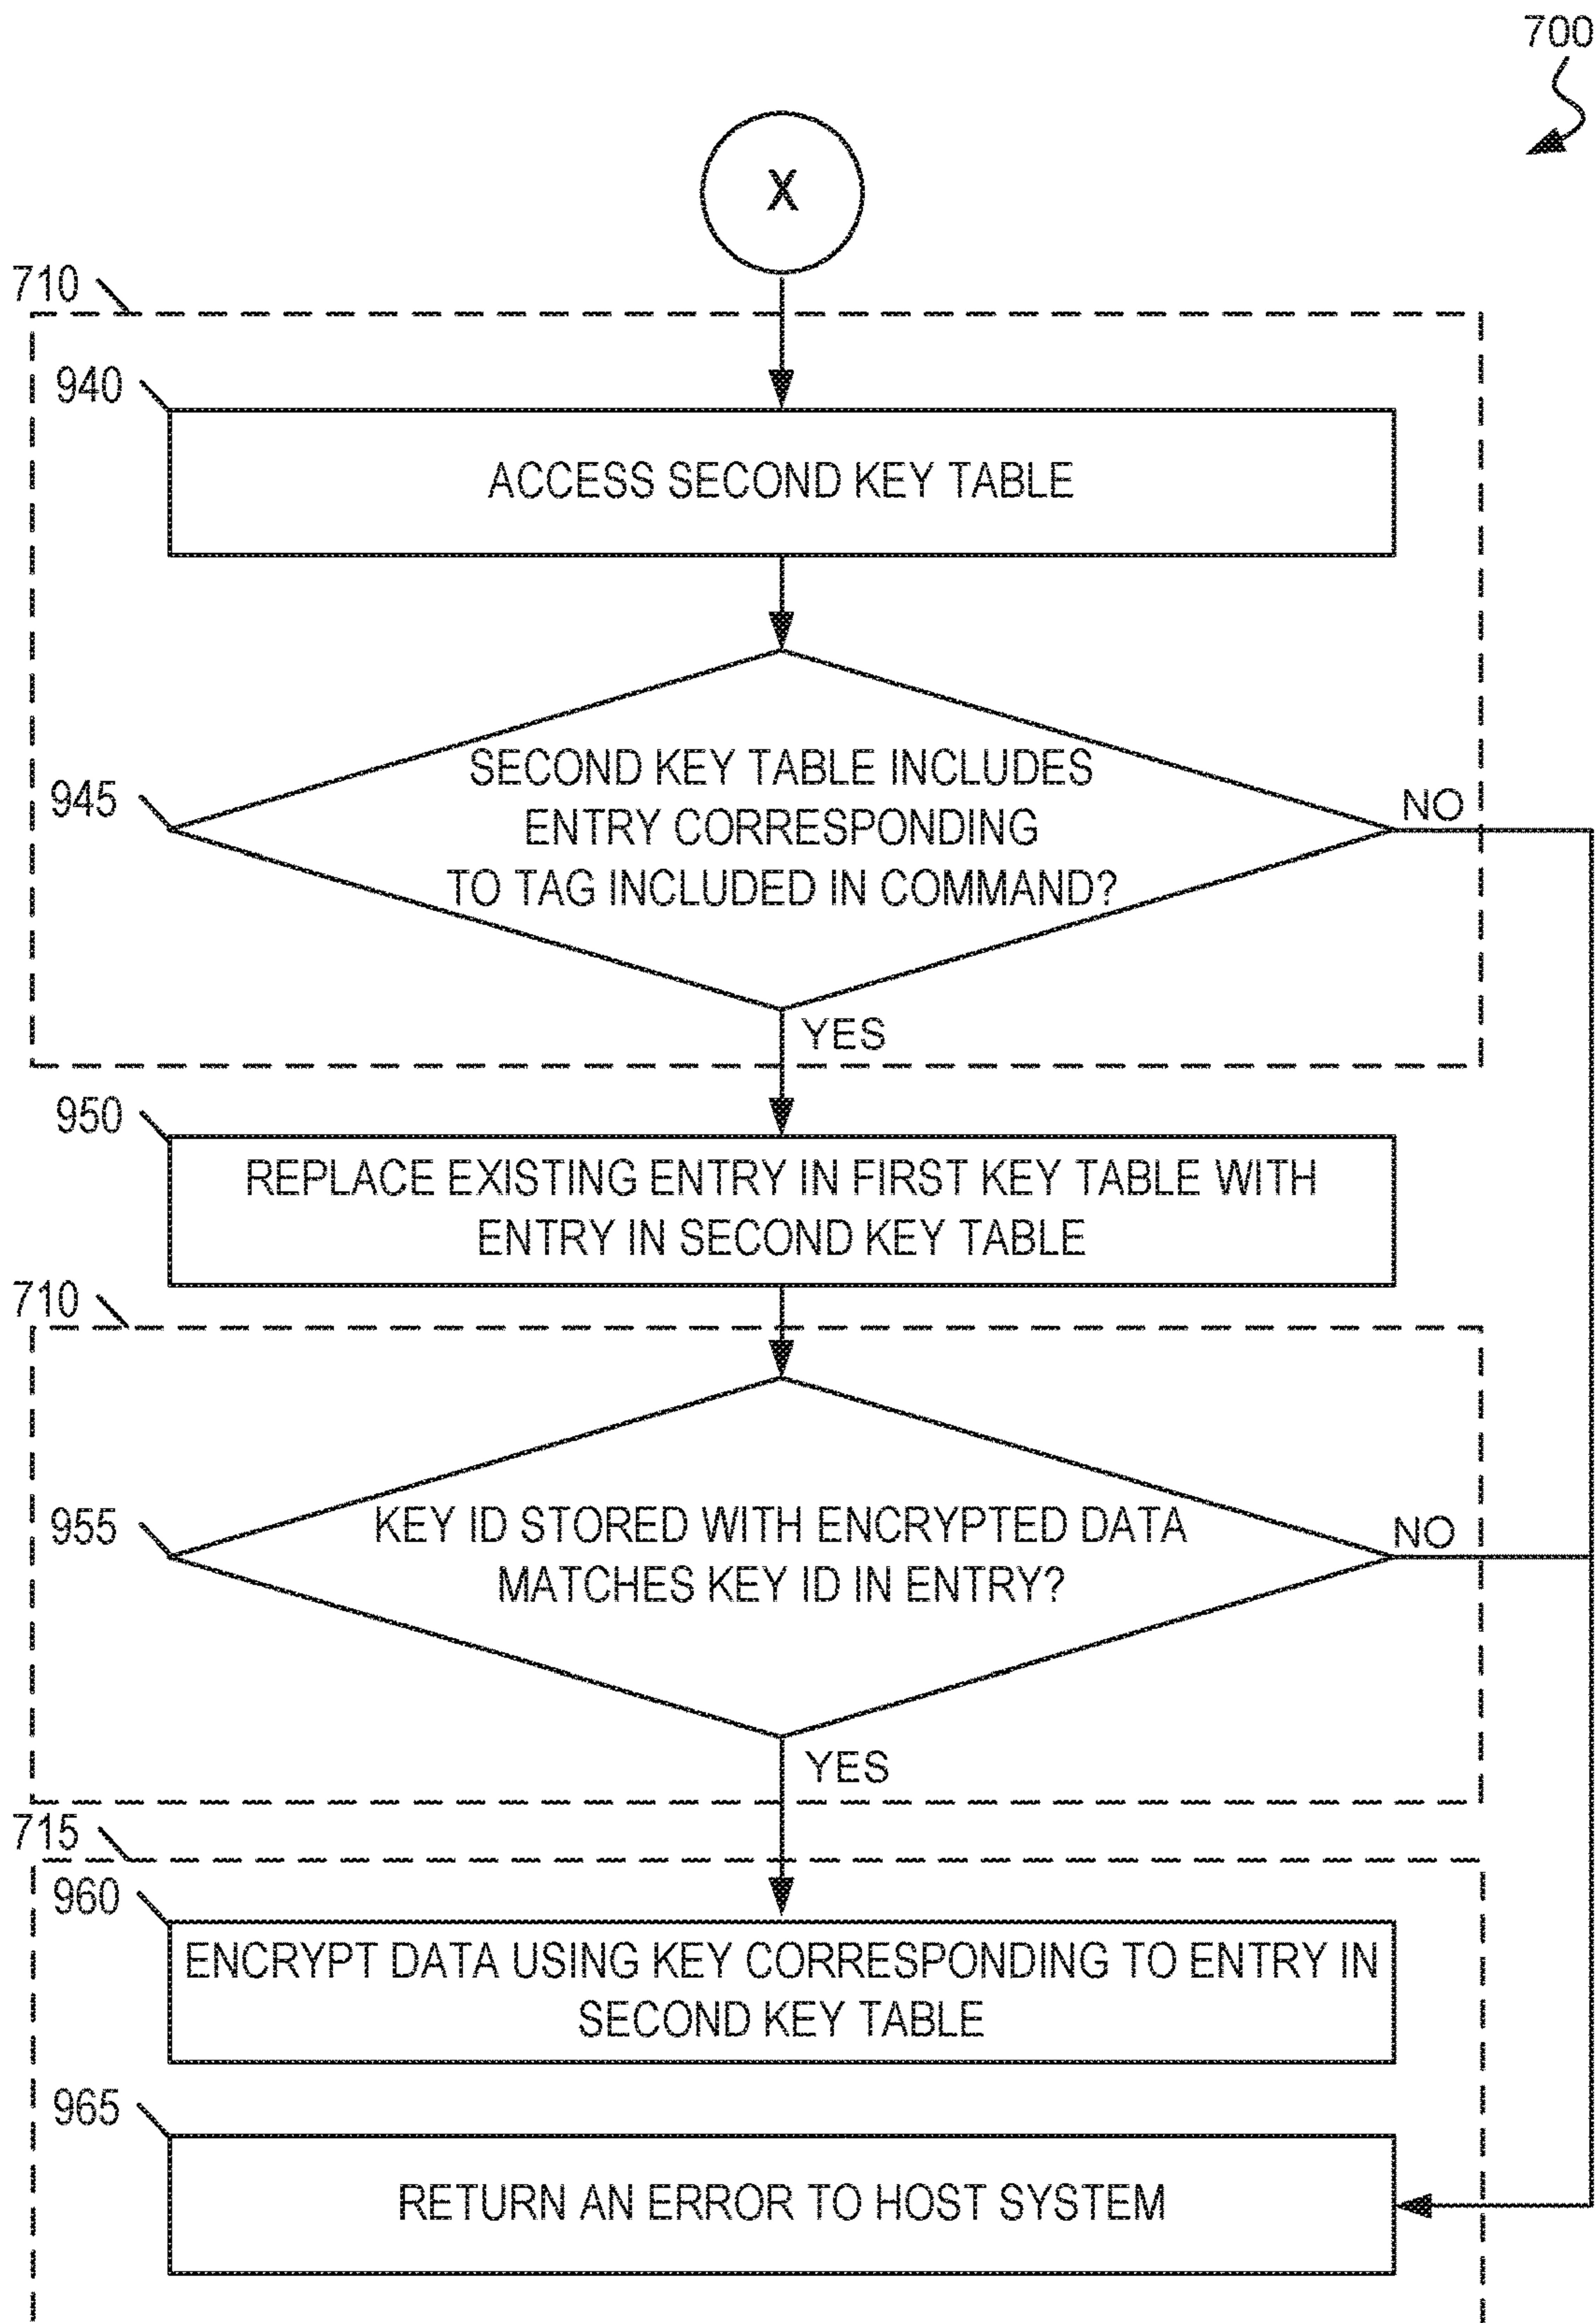 700
X
710
940
ACCESS SECOND KEY TABLE
945
SECOND KEY TABLE INCLUDES
ENTRY CORRESPONDING
TO TAG INCLUDED IN COMMAND?
NO
YES
950
REPLACE EXISTING ENTRY IN FIRST KEY TABLE WITH
ENTRY IN SECOND KEY TABLE
710
955
KEY ID STORED WITH ENCRYPTED DATA
MATCHES KEY ID IN ENTRY?
NO
YES
715
960
ENCRYPT DATA USING KEY CORRESPONDING TO ENTRY IN
SECOND KEY TABLE
965
RETURN AN ERROR TO HOST SYSTEM